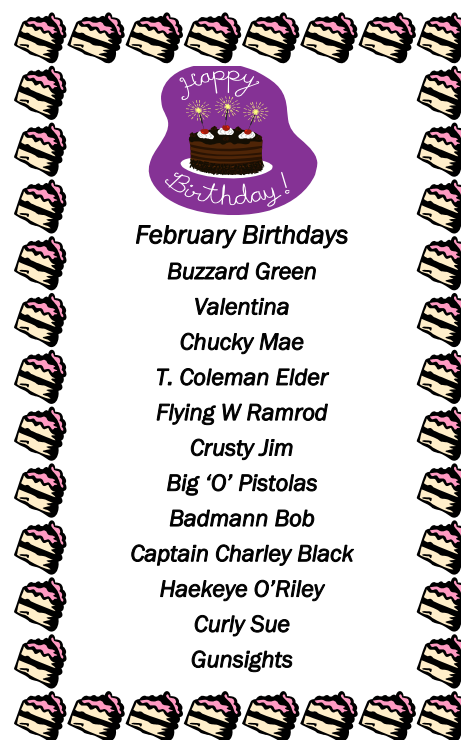 Happy
Birthday!
February Birthdays
Buzzard Green
Valentina
Chucky Mae
T. Coleman Elder
Flying W Ramrod
Crusty Jim
Big ‘O’ Pistolas
Badmann Bob
Captain Charley Black
Haekeye O’Riley
Curly Sue
Gunsights